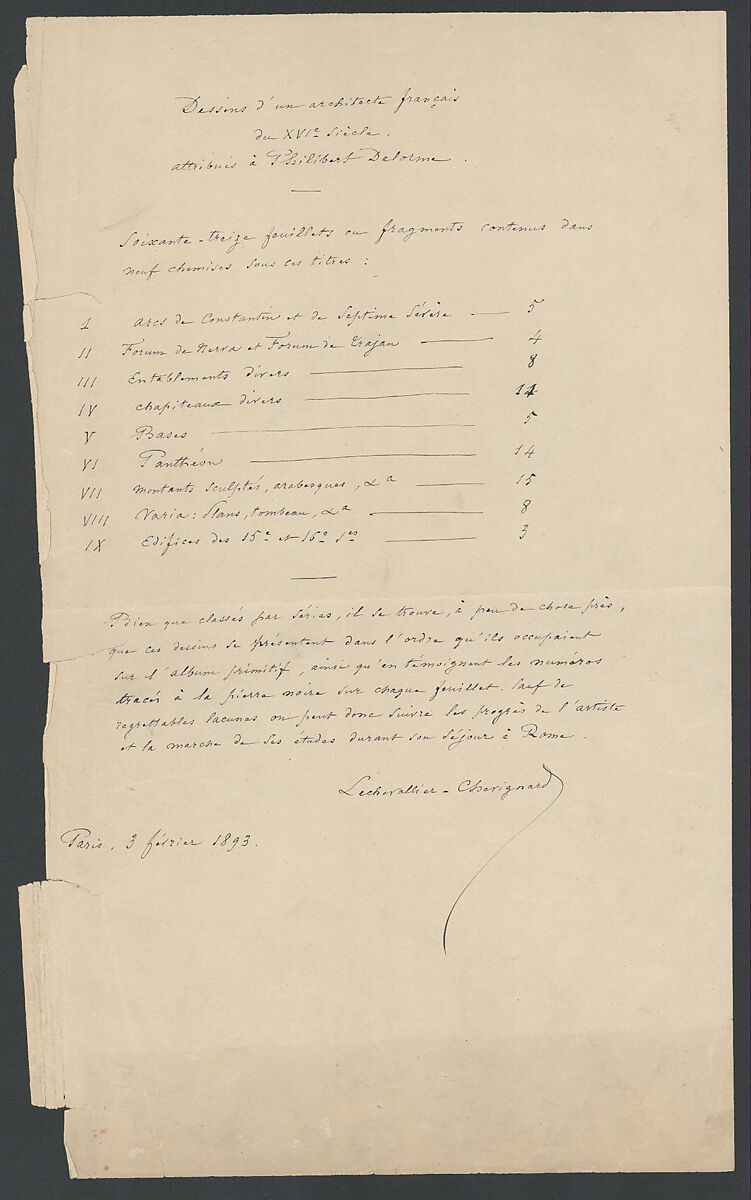 Dessins d'un architecte français
du XVIe Siècle.
attribués à Philibert Delorme.
Soixante-treize feuillets ou fragments contenus dans
neuf chemises sous ces titres :
I Arcs de Constantin et de Septime Sévère — 5
II Forum de Nerva et Forum de Trajan — 4
III Entablements divers — 8
IV Chapiteaux divers — 14
V Bases — 5
VI Panthéon — 14
VII Montants sculptés, arabesques, &a — 15
VIII Varia : Plans, tombeau, &a — 8
IX Edifices des 15e et 16e Ses — 3
Bien que classés par séries, il se trouve, à peu de chose près,
que ces dessins se présentent dans l'ordre qu'ils occupaient
sur l'album primitif, ainsi qu'en témoignent les numéros
tracés à la pierre noire sur chaque feuillet. Sauf de
regrettables lacunes on peut donc suivre les progrès de l'artiste
et la marche de ses études durant son séjour à Rome.
Lechevallier-Chevignard
Paris, 3 février 1893.